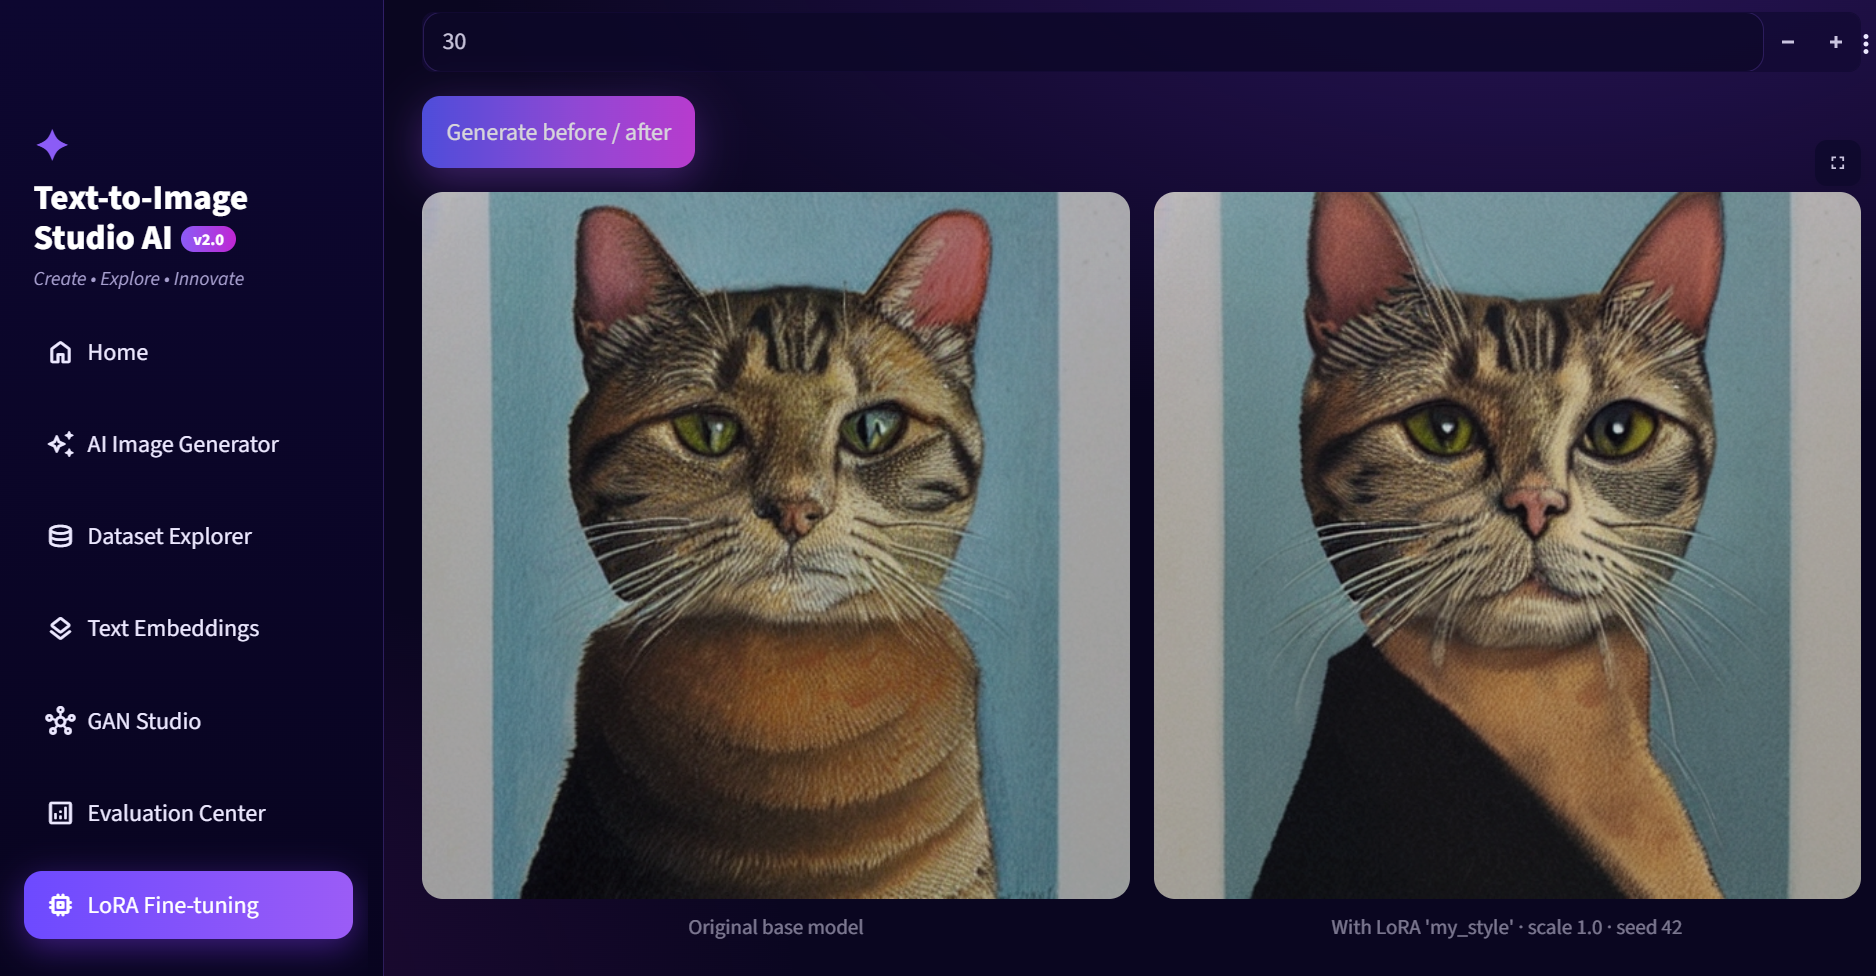 30
Generate before / after
Text-to-Image
Studio AI v2.0
Create • Explore • Innovate
Home
AI Image Generator
Dataset Explorer
Text Embeddings
GAN Studio
Evaluation Center
LoRA Fine-tuning
Original base model
With LoRA 'my_style' · scale 1.0 · seed 42